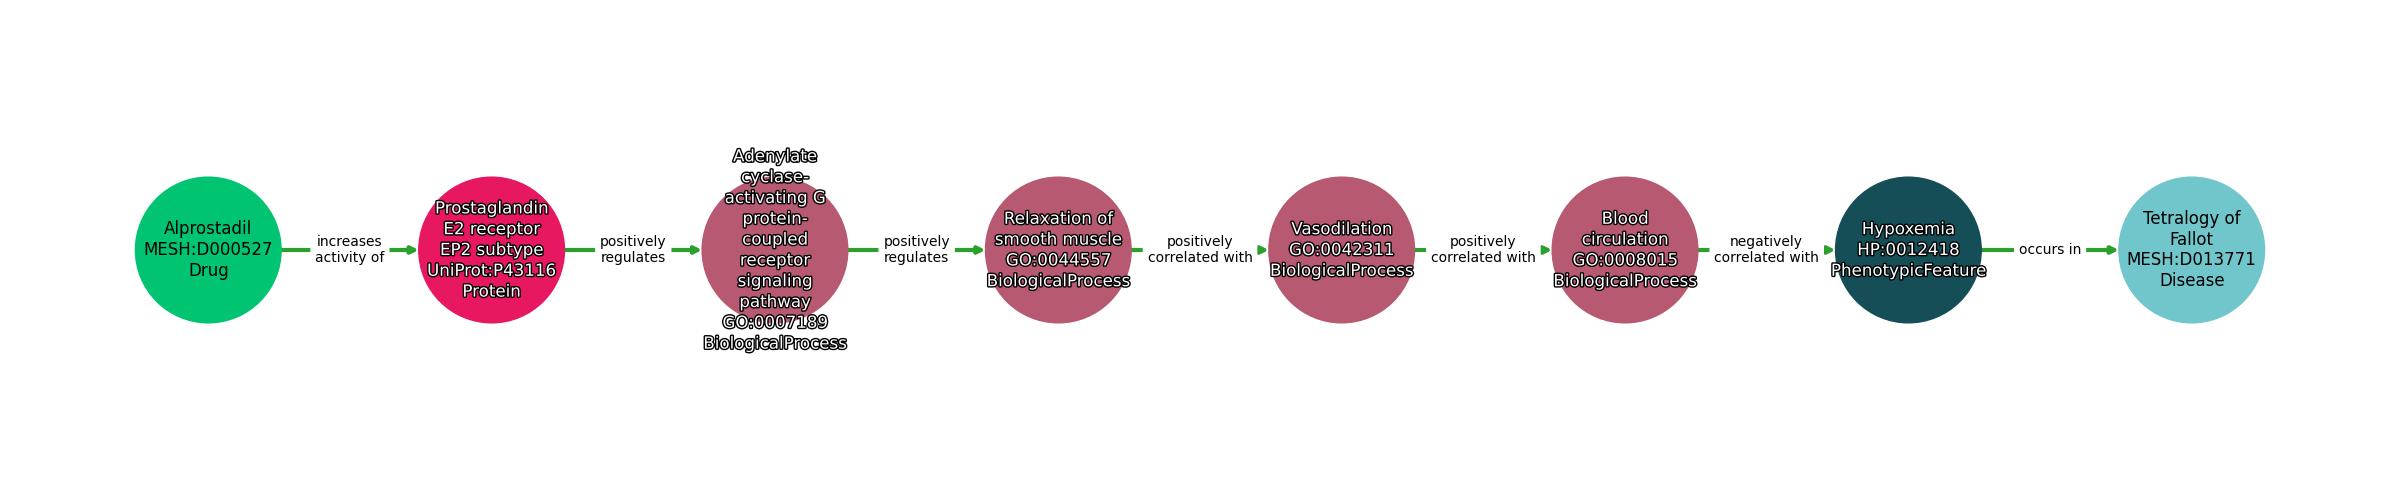 Alprostadil
MESH:D000527
Drug
increases
activity of
Prostaglandin
E2 receptor
EP2 subtype
UniProt:P43116
Protein
positively
regulates
Adenylate
cyclase-
activating G
protein-
coupled
receptor
signaling
pathway
GO:0007189
BiologicalProcess
positively
regulates
Relaxation of
smooth muscle
GO:0044557
BiologicalProcess
positively
correlated with
Vasodilation
GO:0042311
BiologicalProcess
positively
correlated with
Blood
circulation
GO:0008015
BiologicalProcess
negatively
correlated with
Hypoxemia
HP:0012418
PhenotypicFeature
occurs in
Tetralogy of
Fallot
MESH:D013771
Disease